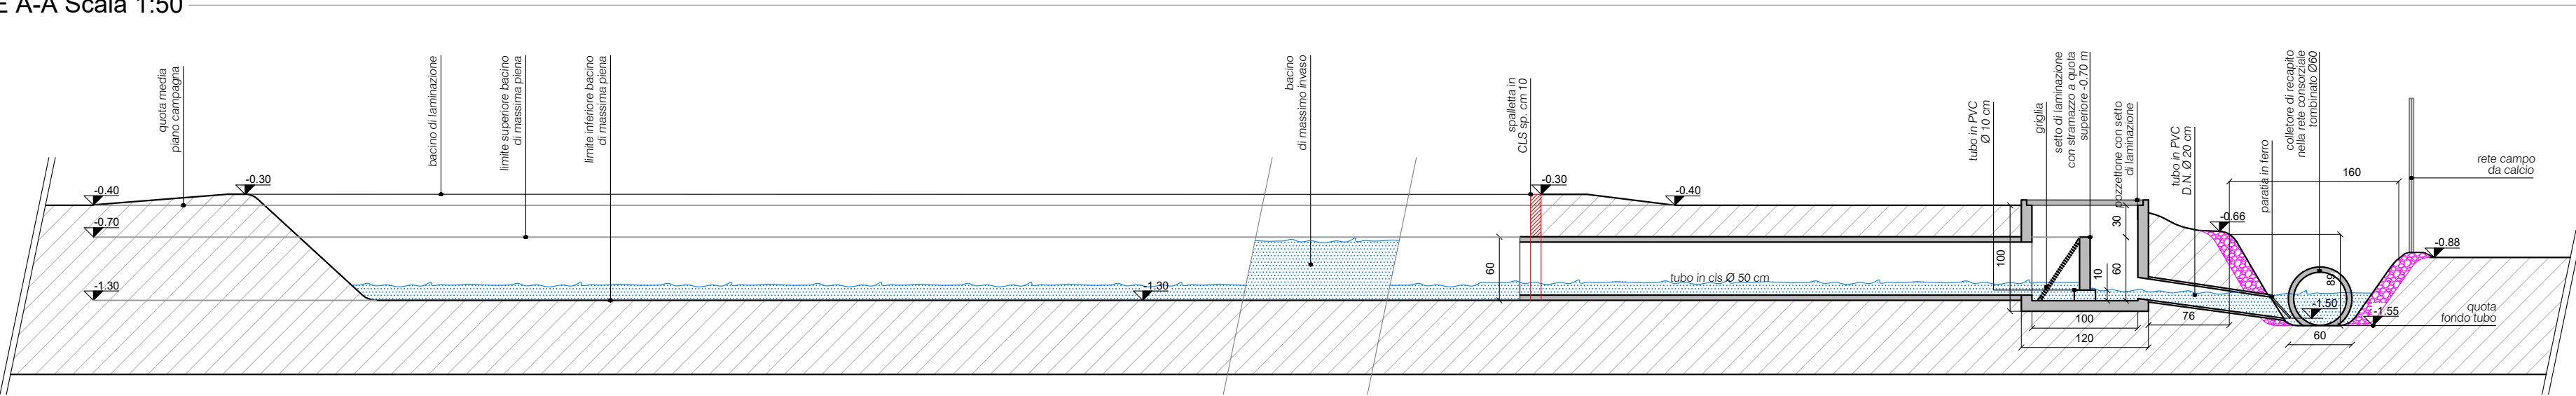 E A-A Scala 1:50
quota media
piano campagna
bacino di laminazione
limite superiore bacino
di massima piena
limite inferiore bacino
di massima piena
bacino
di massimo invaso
spalletta in
CLS sp. cm 10
tubo in PVC
Ø 10 cm
griglia
setto di laminazione
con stramazzo a quota
superiore -0.70 m
pozzettone con setto
di laminazione
tubo in PVC
D.N. Ø 20 cm
paratia in ferro
colletore di recapito
nella rete consorziale
tombinato Ø60
rete campo
da calcio
160
-0.40
-0.30
-0.30
-0.40
-0.66
-0.88
-0.70
-1.30
-1.30
60
tubo in cls Ø 50 cm
100
30
60
10
89
-1.50
-1.55
quota
fondo tubo
100
120
76
60